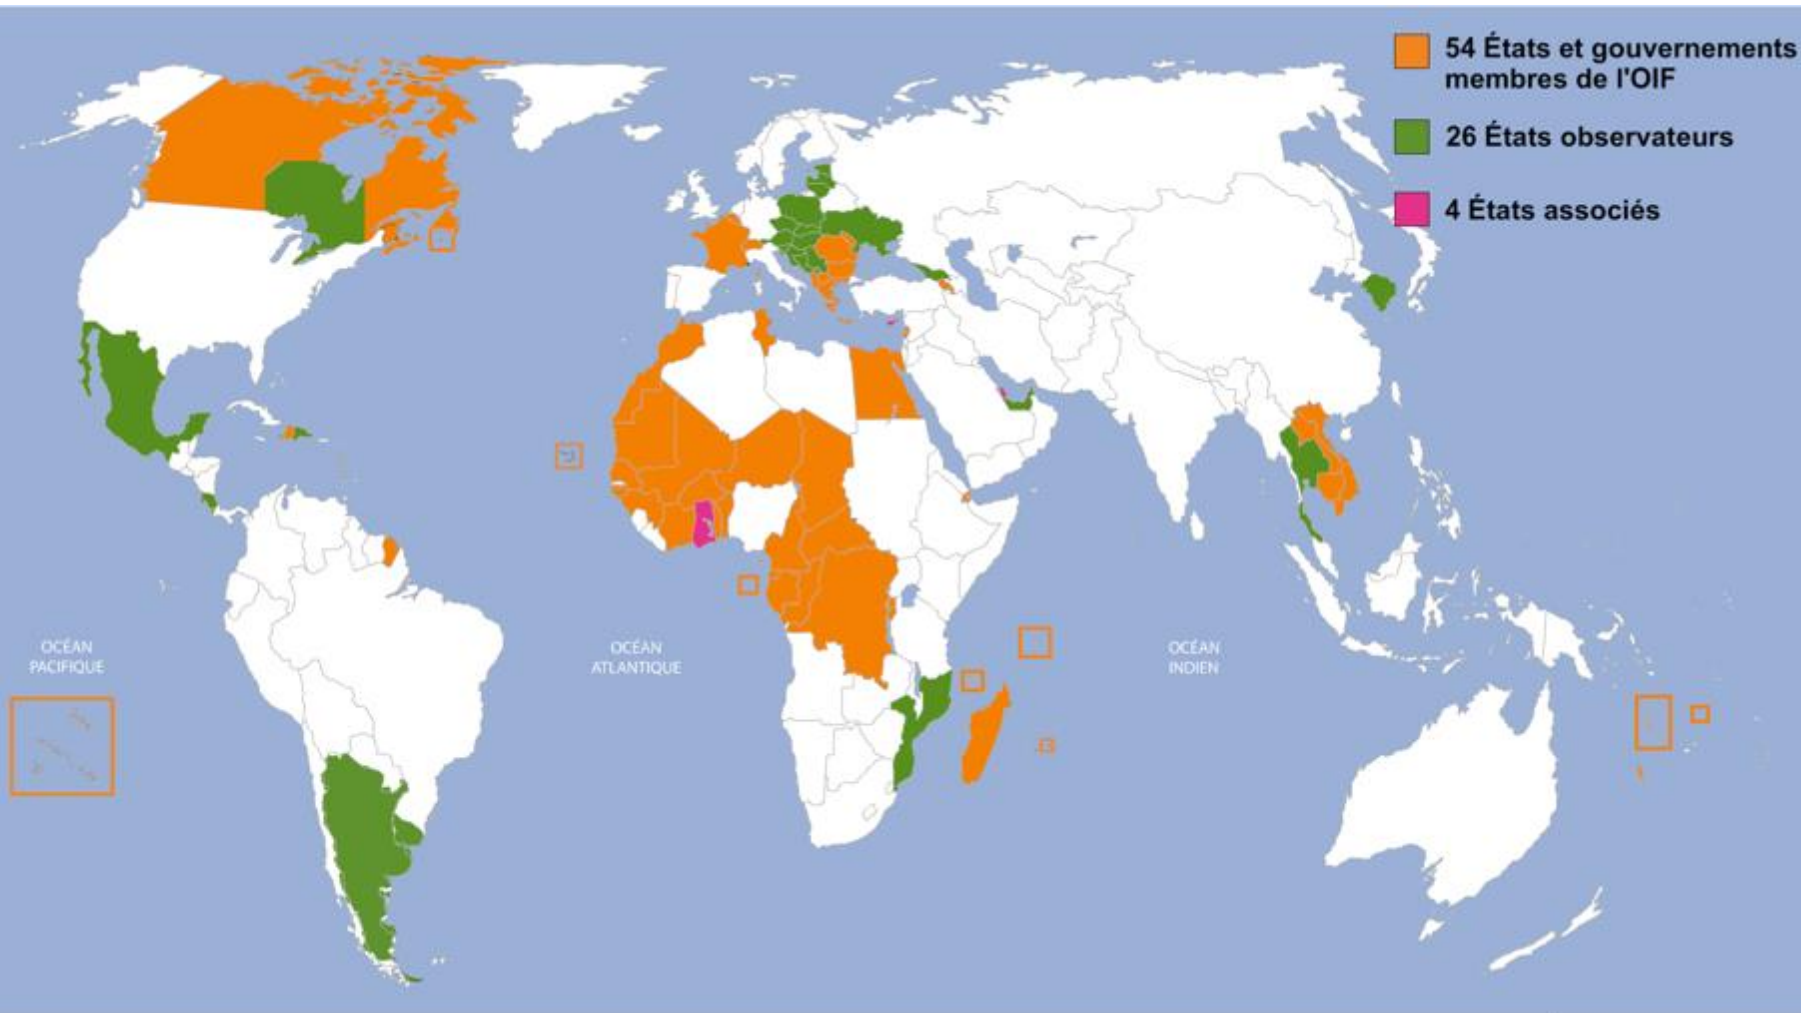 54 États et gouvernements
membres de l'OIF
26 États observateurs
4 États associés
OCÉAN
PACIFIQUE
OCÉAN
ATLANTIQUE
OCÉAN
INDIEN